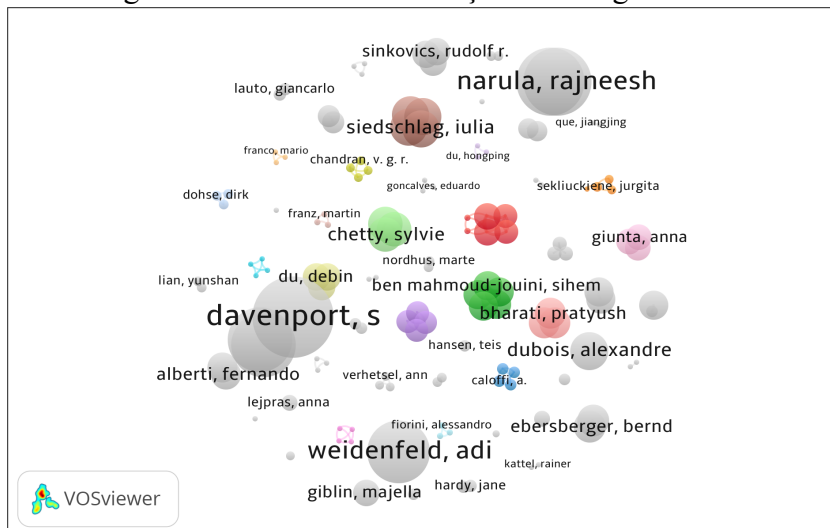 sinkovics, rudolf r.
narula, rajneesh
lauto, giancarlo
siedschlag, iulia
que, jiangjing
franco, mario
chandran, v. g. r.
du, hongping
goncalves, eduardo
sekliuckiene, jurgita
dohse, dirk
franz, martin
chetty, sylvie
giunta, anna
nordhus, marte
lian, yunshan
du, debin
ben mahmoud-jouini, sihem
davenport, s
bharati, pratyush
hansen, teis
dubois, alexandre
alberti, fernando
verhetsel, ann
caloffi, a.
lejpras, anna
fiorini, alessandro
ebersberger, bernd
weidenfeld, adi
kattel, rainer
giblin, majella
hardy, jane
VOSviewer